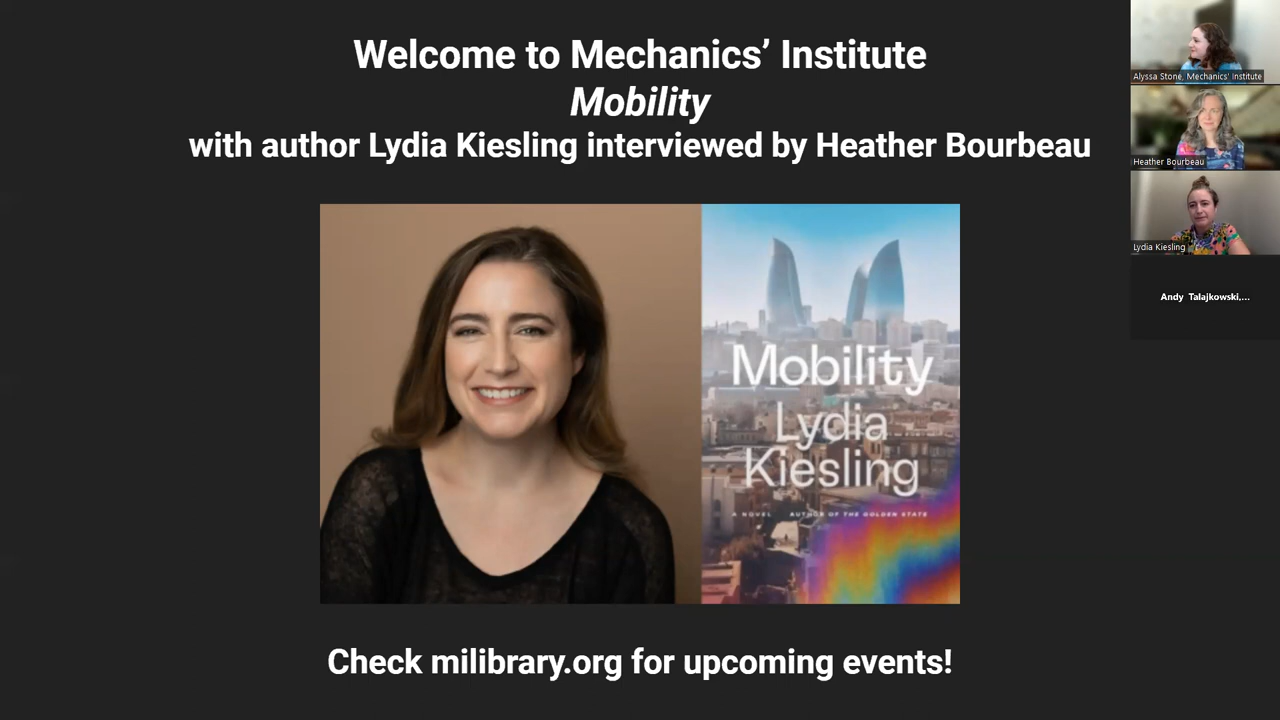 Welcome to Mechanics’ Institute
Mobility
with author Lydia Kiesling interviewed by Heather Bourbeau
Mobility
Lydia
Kiesling
A NOVEL AUTHOR OF THE GOLDEN STATE
Check milibrary.org for upcoming events!
Alyssa Stone, Mechanics' Institute
Heather Bourbeau
Lydia Kiesling
Andy Talajkowski,...